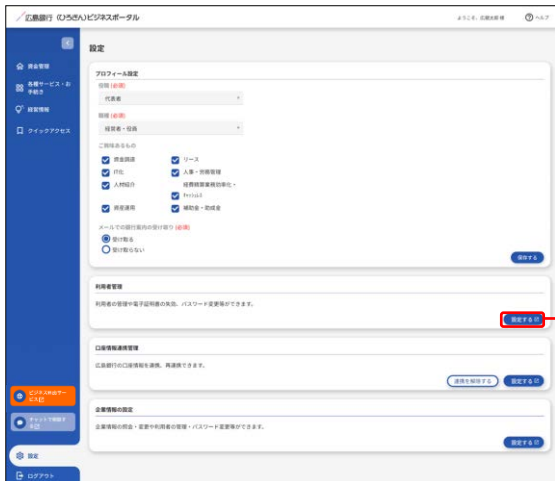 広島銀行 〈ひろぎん〉ビジネスポータル
ようこそ、広銀太郎 様
ヘルプ
設定
資金管理
各種サービス・お
手続き
経営情報
クイックアクセス
プロフィール設定
役職 (必須)
代表者
職種 (必須)
経営者・役員
ご興味あるもの
資金調達
リース
IT化
人事・労務管理
人材紹介
経費精算業務効率化・
資産運用
補助金・助成金
メールでの銀行案内の受け取り (必須)
受け取る
受け取らない
保存する
利用者管理
利用者の管理や電子証明書の失効、パスワード変更等ができます。
設定する
口座情報連携管理
広島銀行の口座情報を連携、再連携できます。
連携を解除する
設定する
企業情報の設定
企業情報の照会・変更や利用者の管理・パスワード変更等ができます。
設定する
チャットで相談す
る
設定
ログアウト